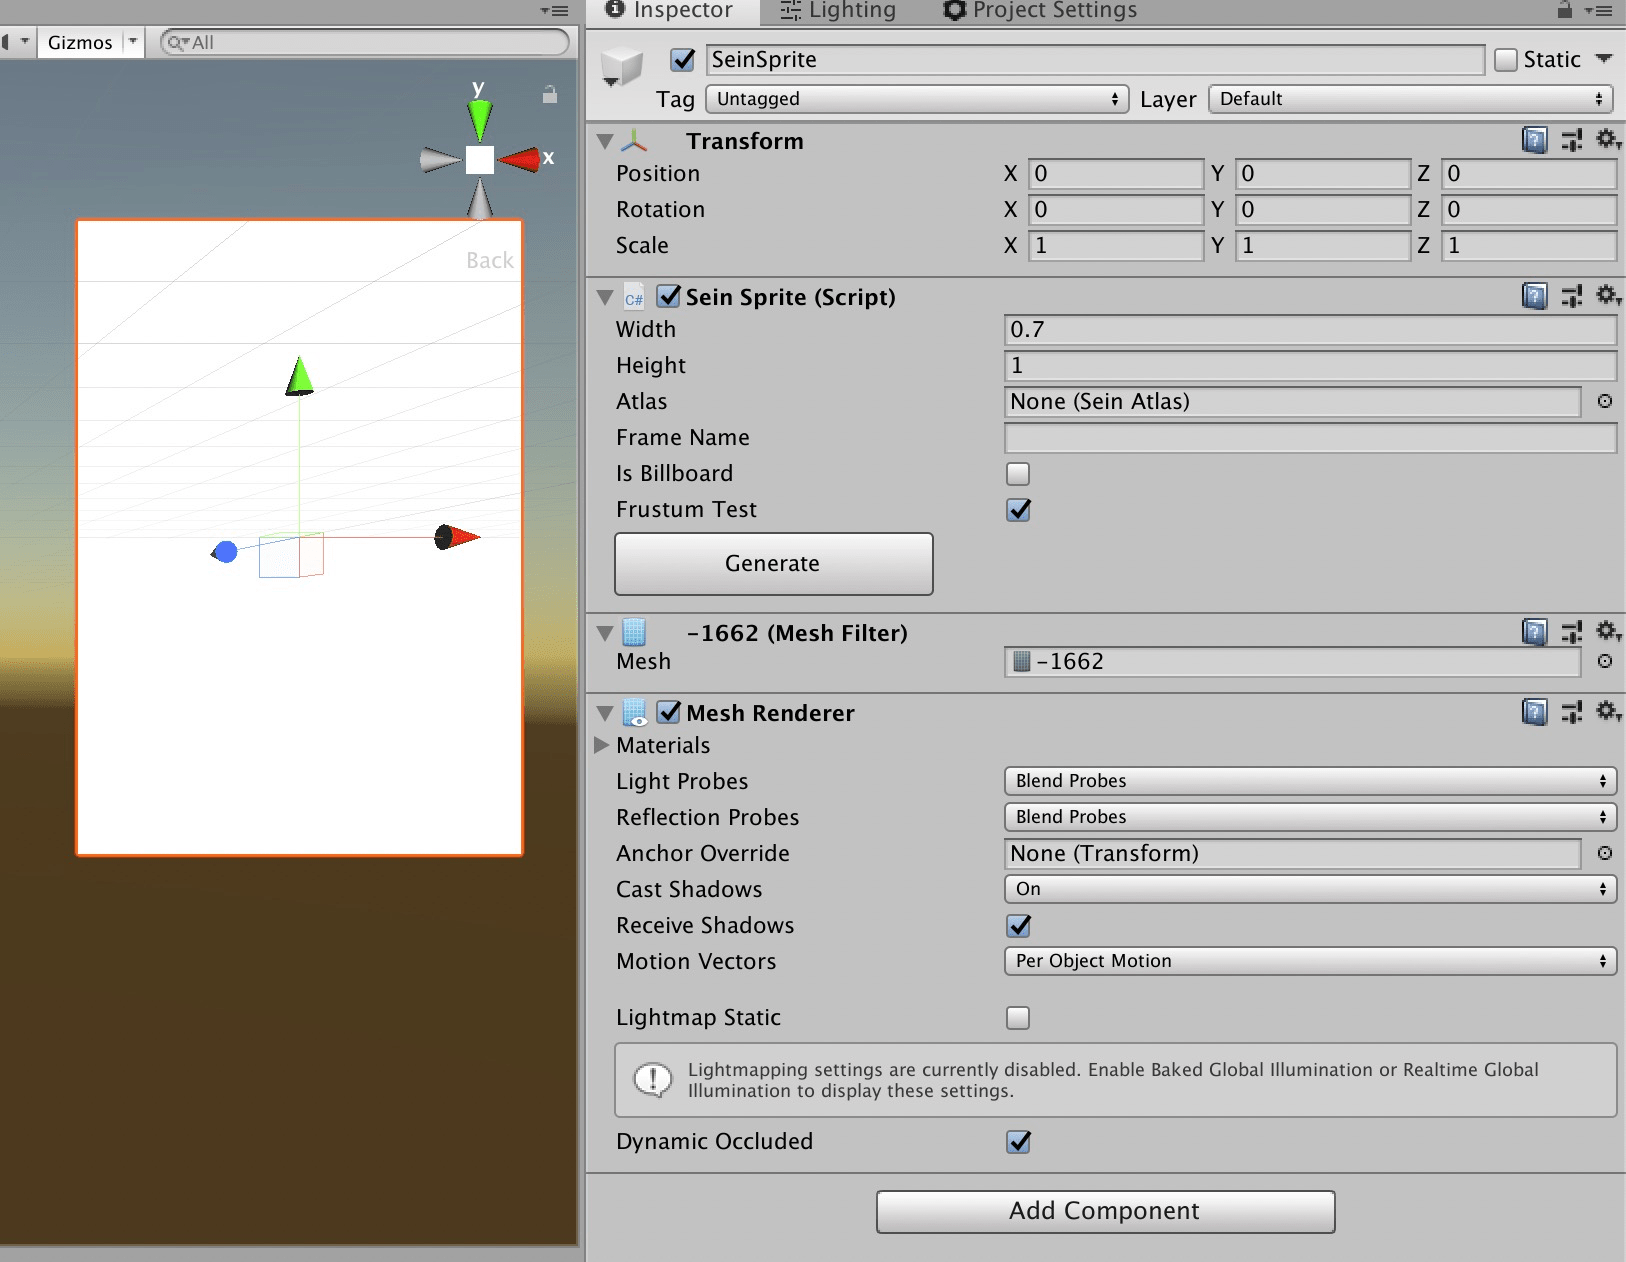 Inspector
Lighting
Project Settings
Gizmos
All
y
x
Back
SeinSprite
Static
Tag
Untagged
Layer
Default
Transform
Position X 0 Y 0 Z 0
Rotation X 0 Y 0 Z 0
Scale X 1 Y 1 Z 1
C#
Sein Sprite (Script)
Width 0.7
Height 1
Atlas None (Sein Atlas)
Frame Name
Is Billboard
Frustum Test
Generate
-1662 (Mesh Filter)
Mesh -1662
Mesh Renderer
Materials
Light Probes Blend Probes
Reflection Probes Blend Probes
Anchor Override None (Transform)
Cast Shadows On
Receive Shadows
Motion Vectors Per Object Motion
Lightmap Static
Lightmapping settings are currently disabled. Enable Baked Global Illumination or Realtime Global
Illumination to display these settings.
Dynamic Occluded
Add Component